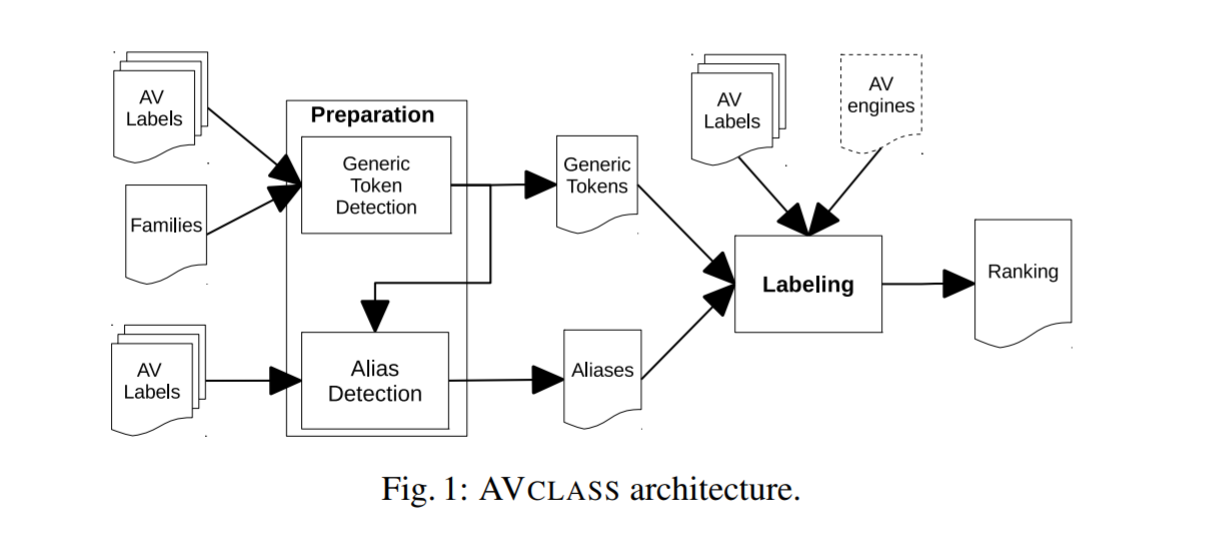 AV
Labels
Families
AV
Labels
Preparation
Generic
Token
Detection
Alias
Detection
Generic
Tokens
Aliases
AV
Labels
AV
engines
Labeling
Ranking
Fig. 1: AVCLASS architecture.